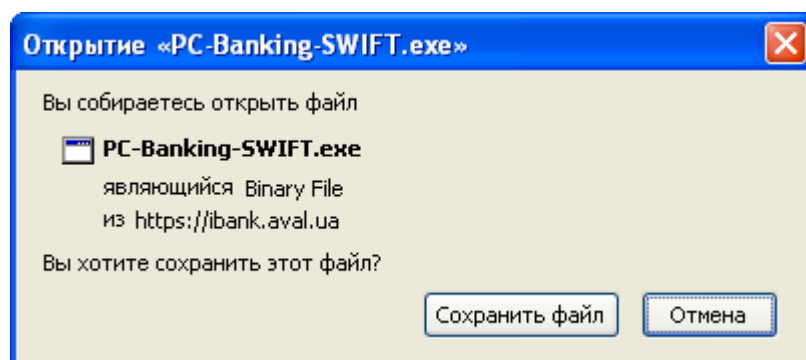 Открытие «PC-Banking-SWIFT.exe»
Вы собираетесь открыть файл
PC-Banking-SWIFT.exe
являющийся Binary File
из https://ibank.aval.ua
Вы хотите сохранить этот файл?
Сохранить файл Отмена